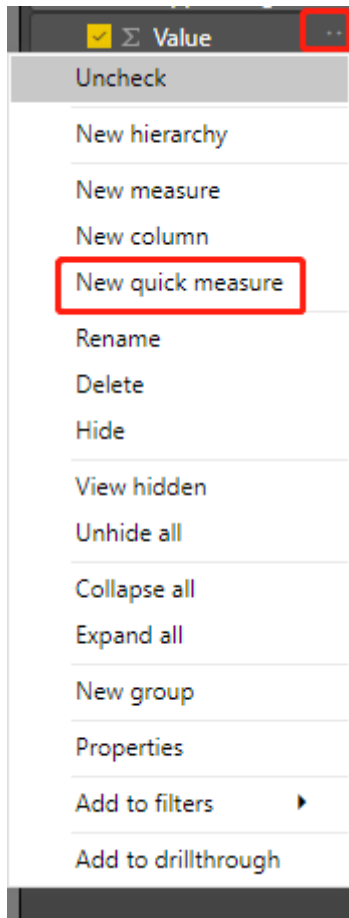 Σ Value ..
Uncheck
New hierarchy
New measure
New column
New quick measure
Rename
Delete
Hide
View hidden
Unhide all
Collapse all
Expand all
New group
Properties
Add to filters
Add to drillthrough